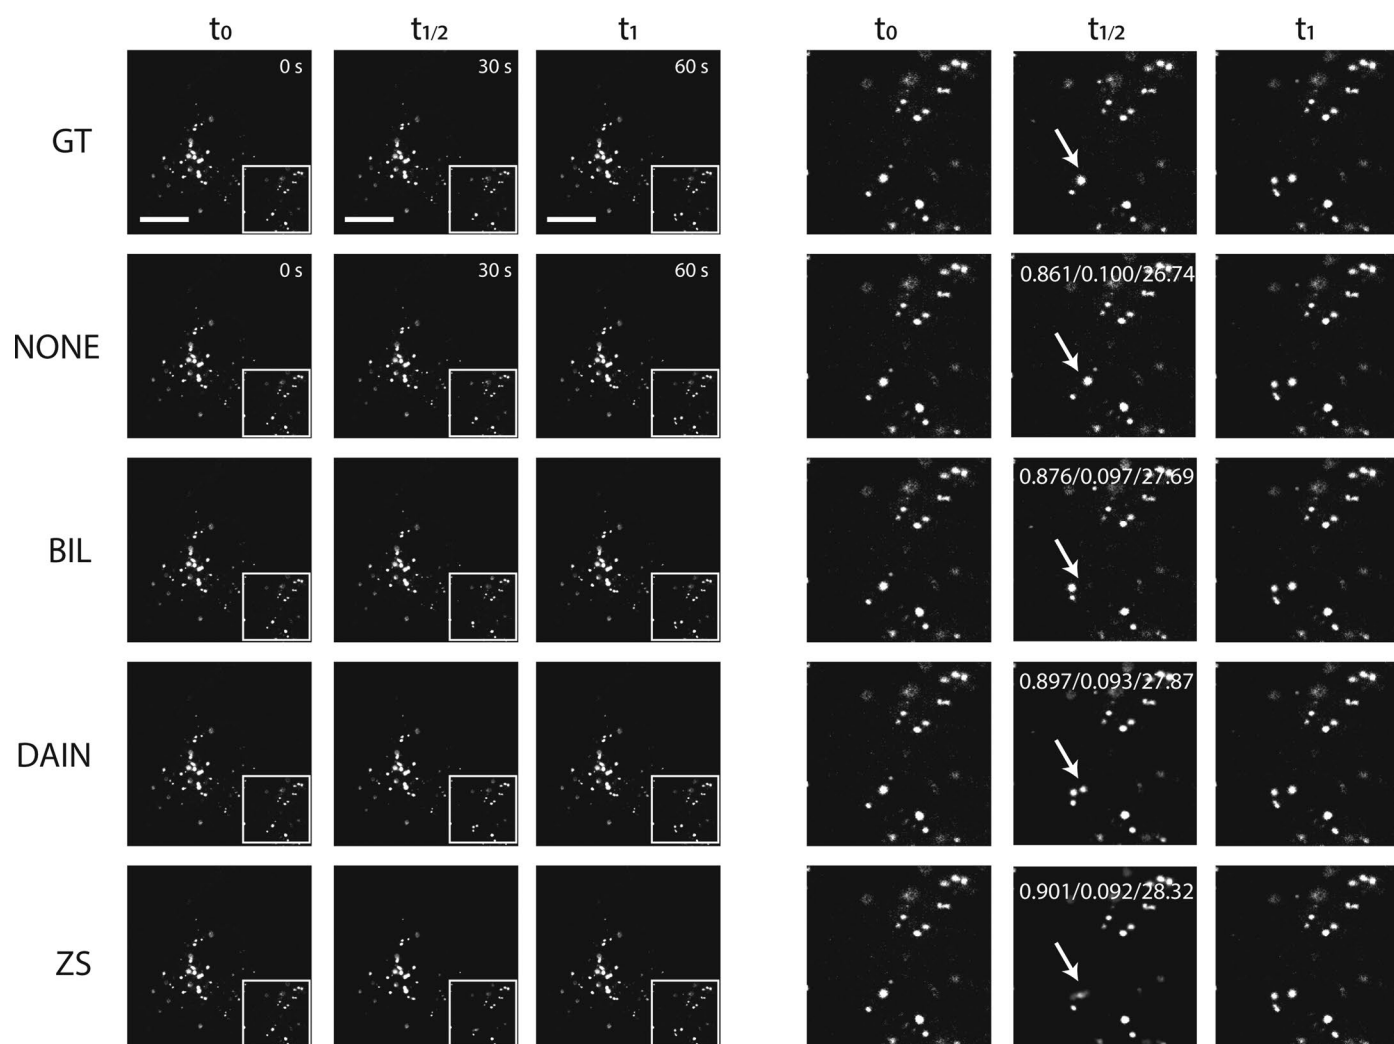 t0 t1/2 t1 t0 t1/2 t1
GT 0 s 30 s 60 s
NONE 0 s 30 s 60 s 0.861/0.100/26.74
BIL 0.876/0.097/27.69
DAIN 0.897/0.093/27.87
ZS 0.901/0.092/28.32